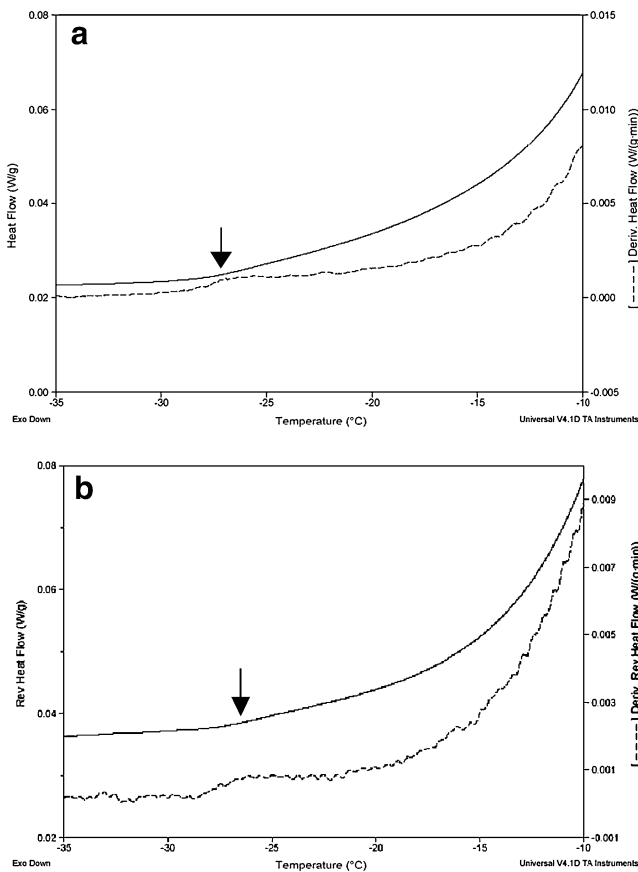 a
0.08
0.06
0.04
0.02
0.00
Heat Flow (W/g)
0.015
0.010
0.005
0.000
-0.005
[ – – – – ] Deriv. Heat Flow (W/(g·min))
-35
-30
-25
-20
-15
-10
Exo Down
Temperature (°C)
Universal V4.1D TA Instruments
b
0.08
0.06
0.04
0.02
Rev Heat Flow (W/g)
0.009
0.007
0.009
0.003
0.001
-0.001
[ – – – – ] Deriv. Rev Heat Flow (W/(g·min))
-35
-30
-25
-20
-15
-10
Exo Down
Temperature (°C)
Universal V4.1D TA Instruments